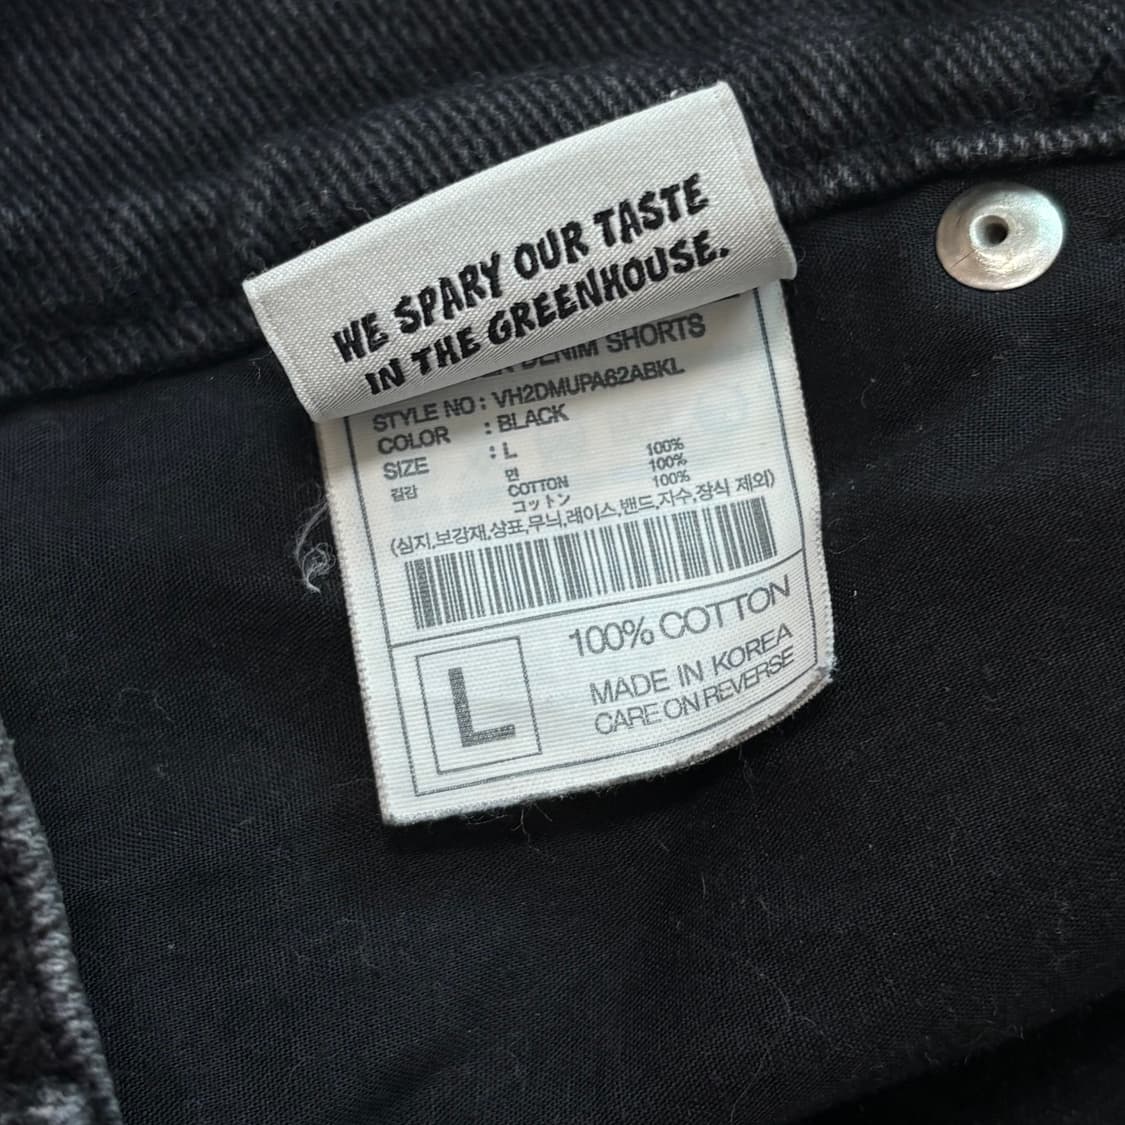 WE SPARY OUR TASTE
IN THE GREENHOUSE.
DENIM SHORTS
STYLE NO : VH2DMUPA62ABKL
COLOR : BLACK
SIZE : L
겉감 면 100%
COTTON 100%
コットン 100%
(심지,보강재,상표,무늬,레이스,밴드,자수,장식 제외)
100% COTTON
L
MADE IN KOREA
CARE ON REVERSE